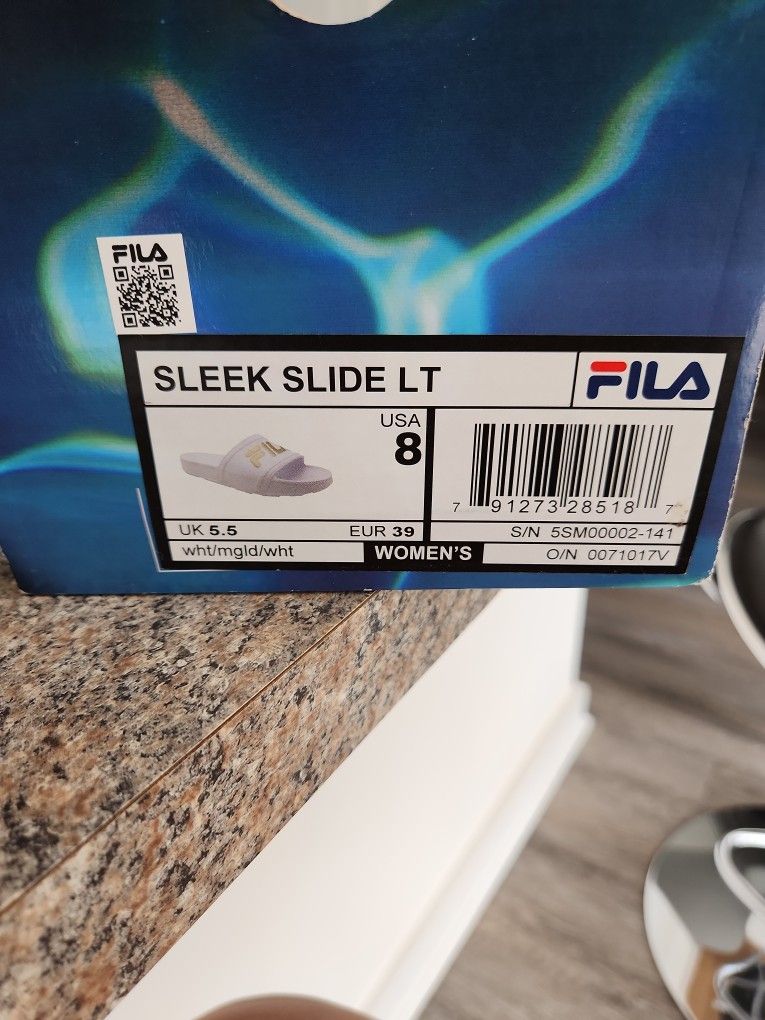 FILA
SLEEK SLIDE LT
FILA
USA
8
FILA
7 91273 28518 7
UK 5.5
EUR 39
S/N 5SM00002-141
wht/mgld/wht
WOMEN'S
O/N 0071017V